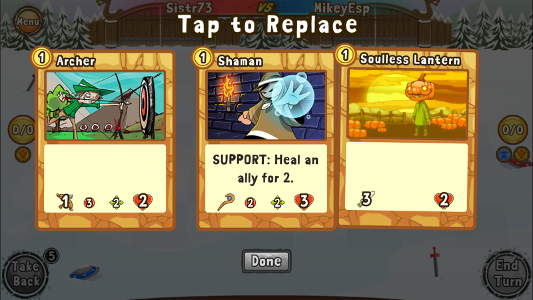 Sistr73 VS MikeyEsp
Menu
Tap to Replace
1 Archer
1 Shaman
1 Soulless Lantern
0/0
0/0
SUPPORT: Heal an
ally for 2.
1 3 2 2
2 2 3
3 2
Take
Back
5
Done
End
Turn